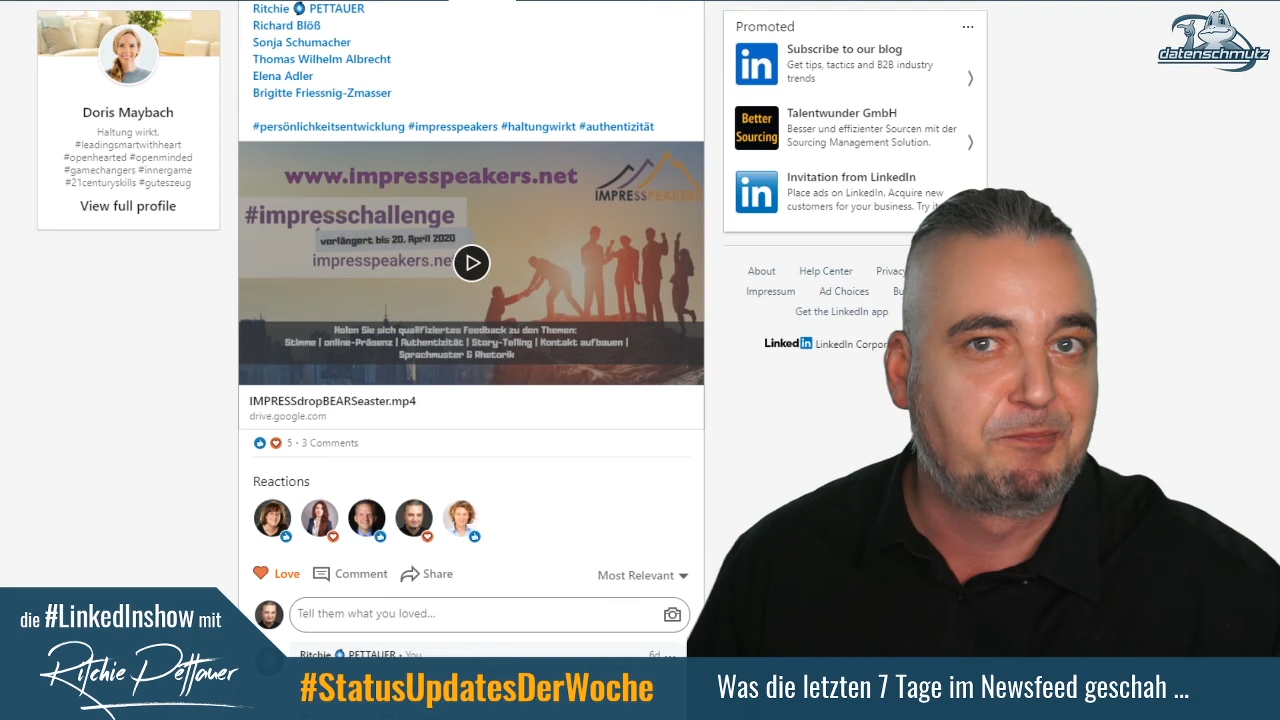 Doris Maybach
Haltung wirkt.
#leadingsmartwithheart
#openhearted #openminded
#gamechangers #innergame
#21centuryskills #guteszeug
View full profile
Ritchie PETTAUER
Richard Blöß
Sonja Schumacher
Thomas Wilhelm Albrecht
Elena Adler
Brigitte Friessnig-Zmasser
#persönlichkeitsentwicklung #impresspeakers #haltungwirkt #authentizität
www.impresspeakers.net
IMPRESSPEAKERS
#impresschallenge
verlängert bis 20. April 2020
impresspeakers.ne
Holen Sie sich qualifiziertes Feedback zu den Themen:
Stimme | online-Präsenz | Authentizität | Story-Telling | Kontakt aufbauen |
Sprachmuster & Rhetorik
IMPRESSdropBEARSeaster.mp4
drive.google.com
5 • 3 Comments
Reactions
Love Comment Share Most Relevant
Tell them what you loved...
Ritchie PETTAUER • You 6d ...
Promoted ...
Subscribe to our blog
Get tips, tactics and B2B industry
trends
Better
Sourcing
Talentwunder GmbH
Besser und effizienter Sourcen mit der
Sourcing Management Solution.
Invitation from LinkedIn
Place ads on LinkedIn. Acquire new
customers for your business. Try it
About Help Center Privacy
Impressum Ad Choices Bu
Get the LinkedIn app
LinkedIn LinkedIn Corpor
datenschmutz
die #LinkedInshow mit
Ritchie Pettauer
#StatusUpdatesDerWoche
Was die letzten 7 Tage im Newsfeed geschah ...